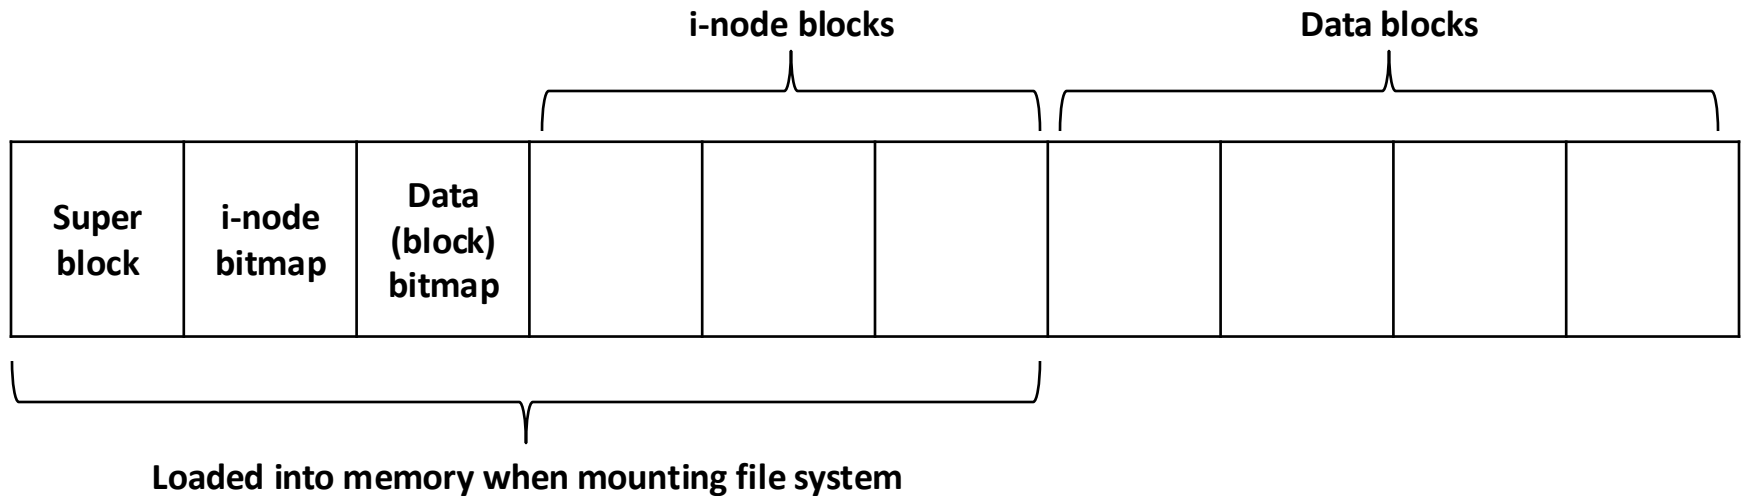 i-node blocks
Data blocks
Super
block
i-node
bitmap
Data
(block)
bitmap
Loaded into memory when mounting file system